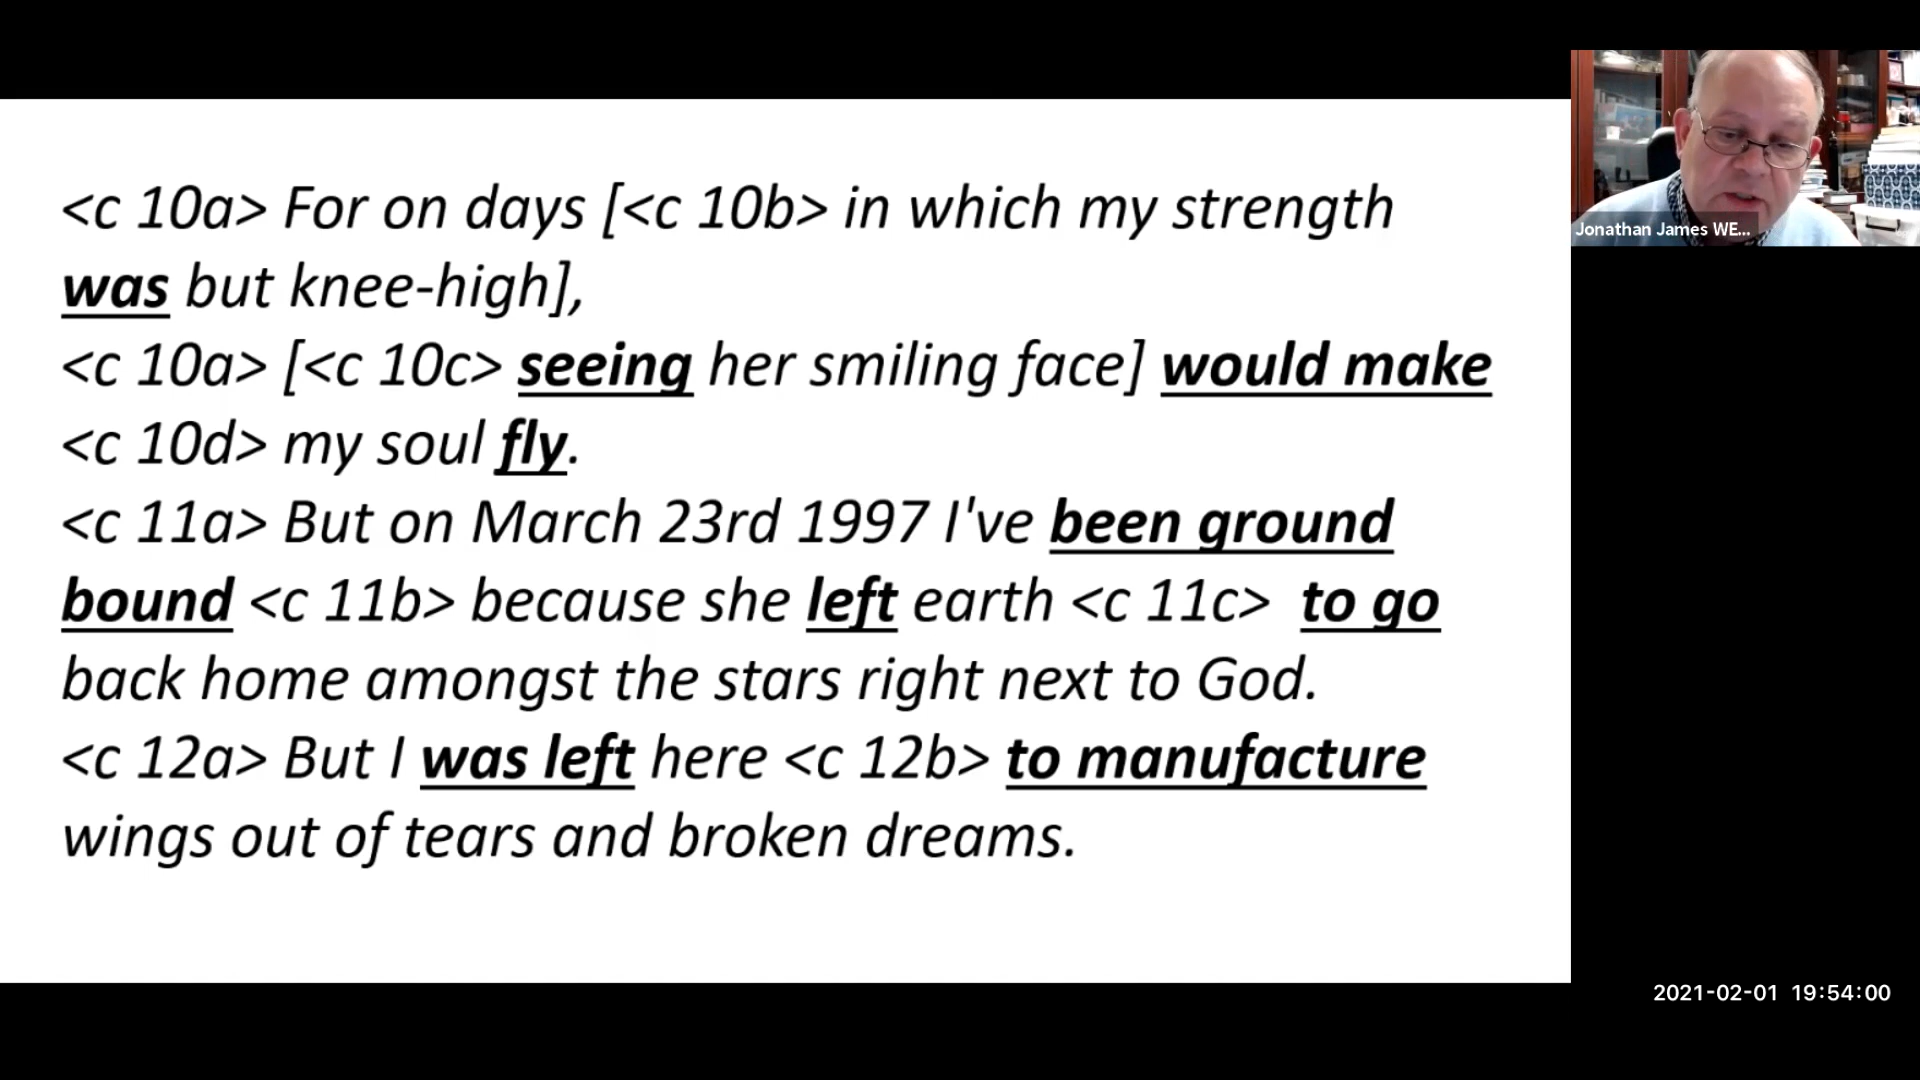 <c 10a> For on days [<c 10b> in which my strength
was but knee-high],
<c 10a> [<c 10c> seeing her smiling face] would make
<c 10d> my soul fly.
<c 11a> But on March 23rd 1997 I've been ground
bound <c 11b> because she left earth <c 11c> to go
back home amongst the stars right next to God.
<c 12a> But I was left here <c 12b> to manufacture
wings out of tears and broken dreams.
Jonathan James WE...
2021-02-01 19:54:00